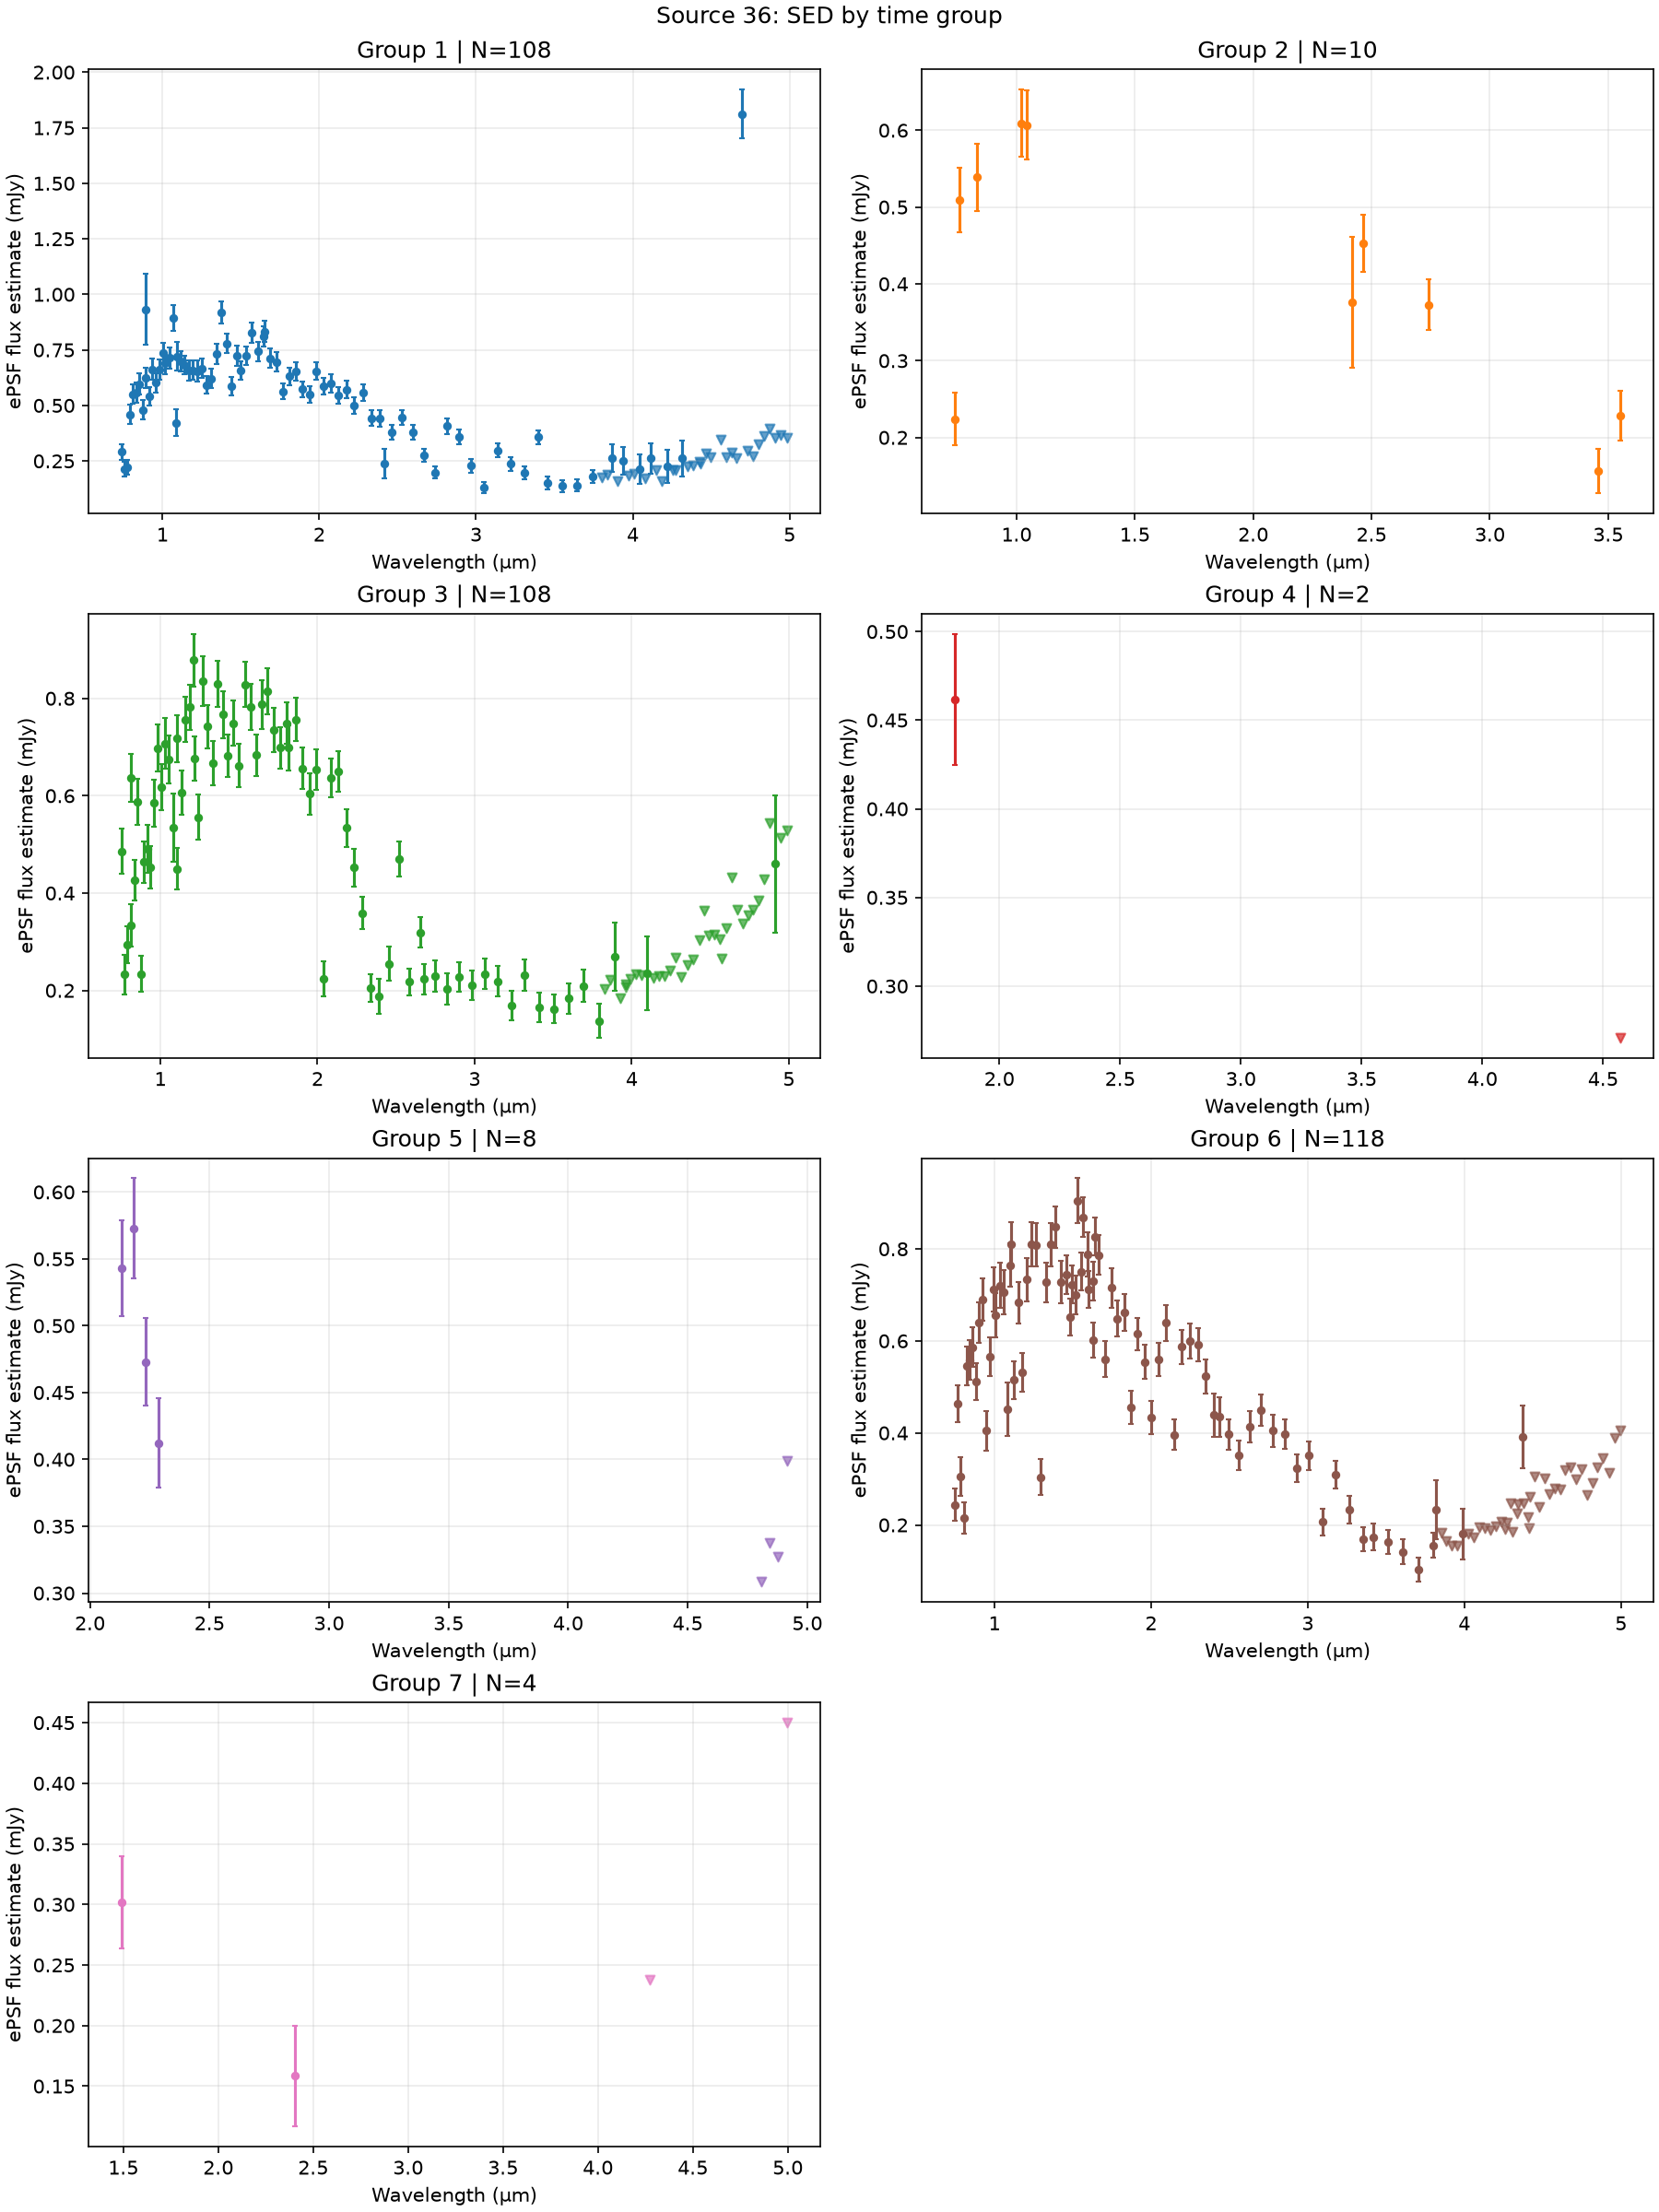 Source 36: SED by time group
Group 1 | N=108
ePSF flux estimate (mJy)
2.00
1.75
1.50
1.25
1.00
0.75
0.50
0.25
1 2 3 4 5
Wavelength (μm)
Group 2 | N=10
ePSF flux estimate (mJy)
0.6
0.5
0.4
0.3
0.2
1.0 1.5 2.0 2.5 3.0 3.5
Wavelength (μm)
Group 3 | N=108
ePSF flux estimate (mJy)
0.8
0.6
0.4
0.2
1 2 3 4 5
Wavelength (μm)
Group 4 | N=2
ePSF flux estimate (mJy)
0.50
0.45
0.40
0.35
0.30
2.0 2.5 3.0 3.5 4.0 4.5
Wavelength (μm)
Group 5 | N=8
ePSF flux estimate (mJy)
0.60
0.55
0.50
0.45
0.40
0.35
0.30
2.0 2.5 3.0 3.5 4.0 4.5 5.0
Wavelength (μm)
Group 6 | N=118
ePSF flux estimate (mJy)
0.8
0.6
0.4
0.2
1 2 3 4 5
Wavelength (μm)
Group 7 | N=4
ePSF flux estimate (mJy)
0.45
0.40
0.35
0.30
0.25
0.20
0.15
1.5 2.0 2.5 3.0 3.5 4.0 4.5 5.0
Wavelength (μm)